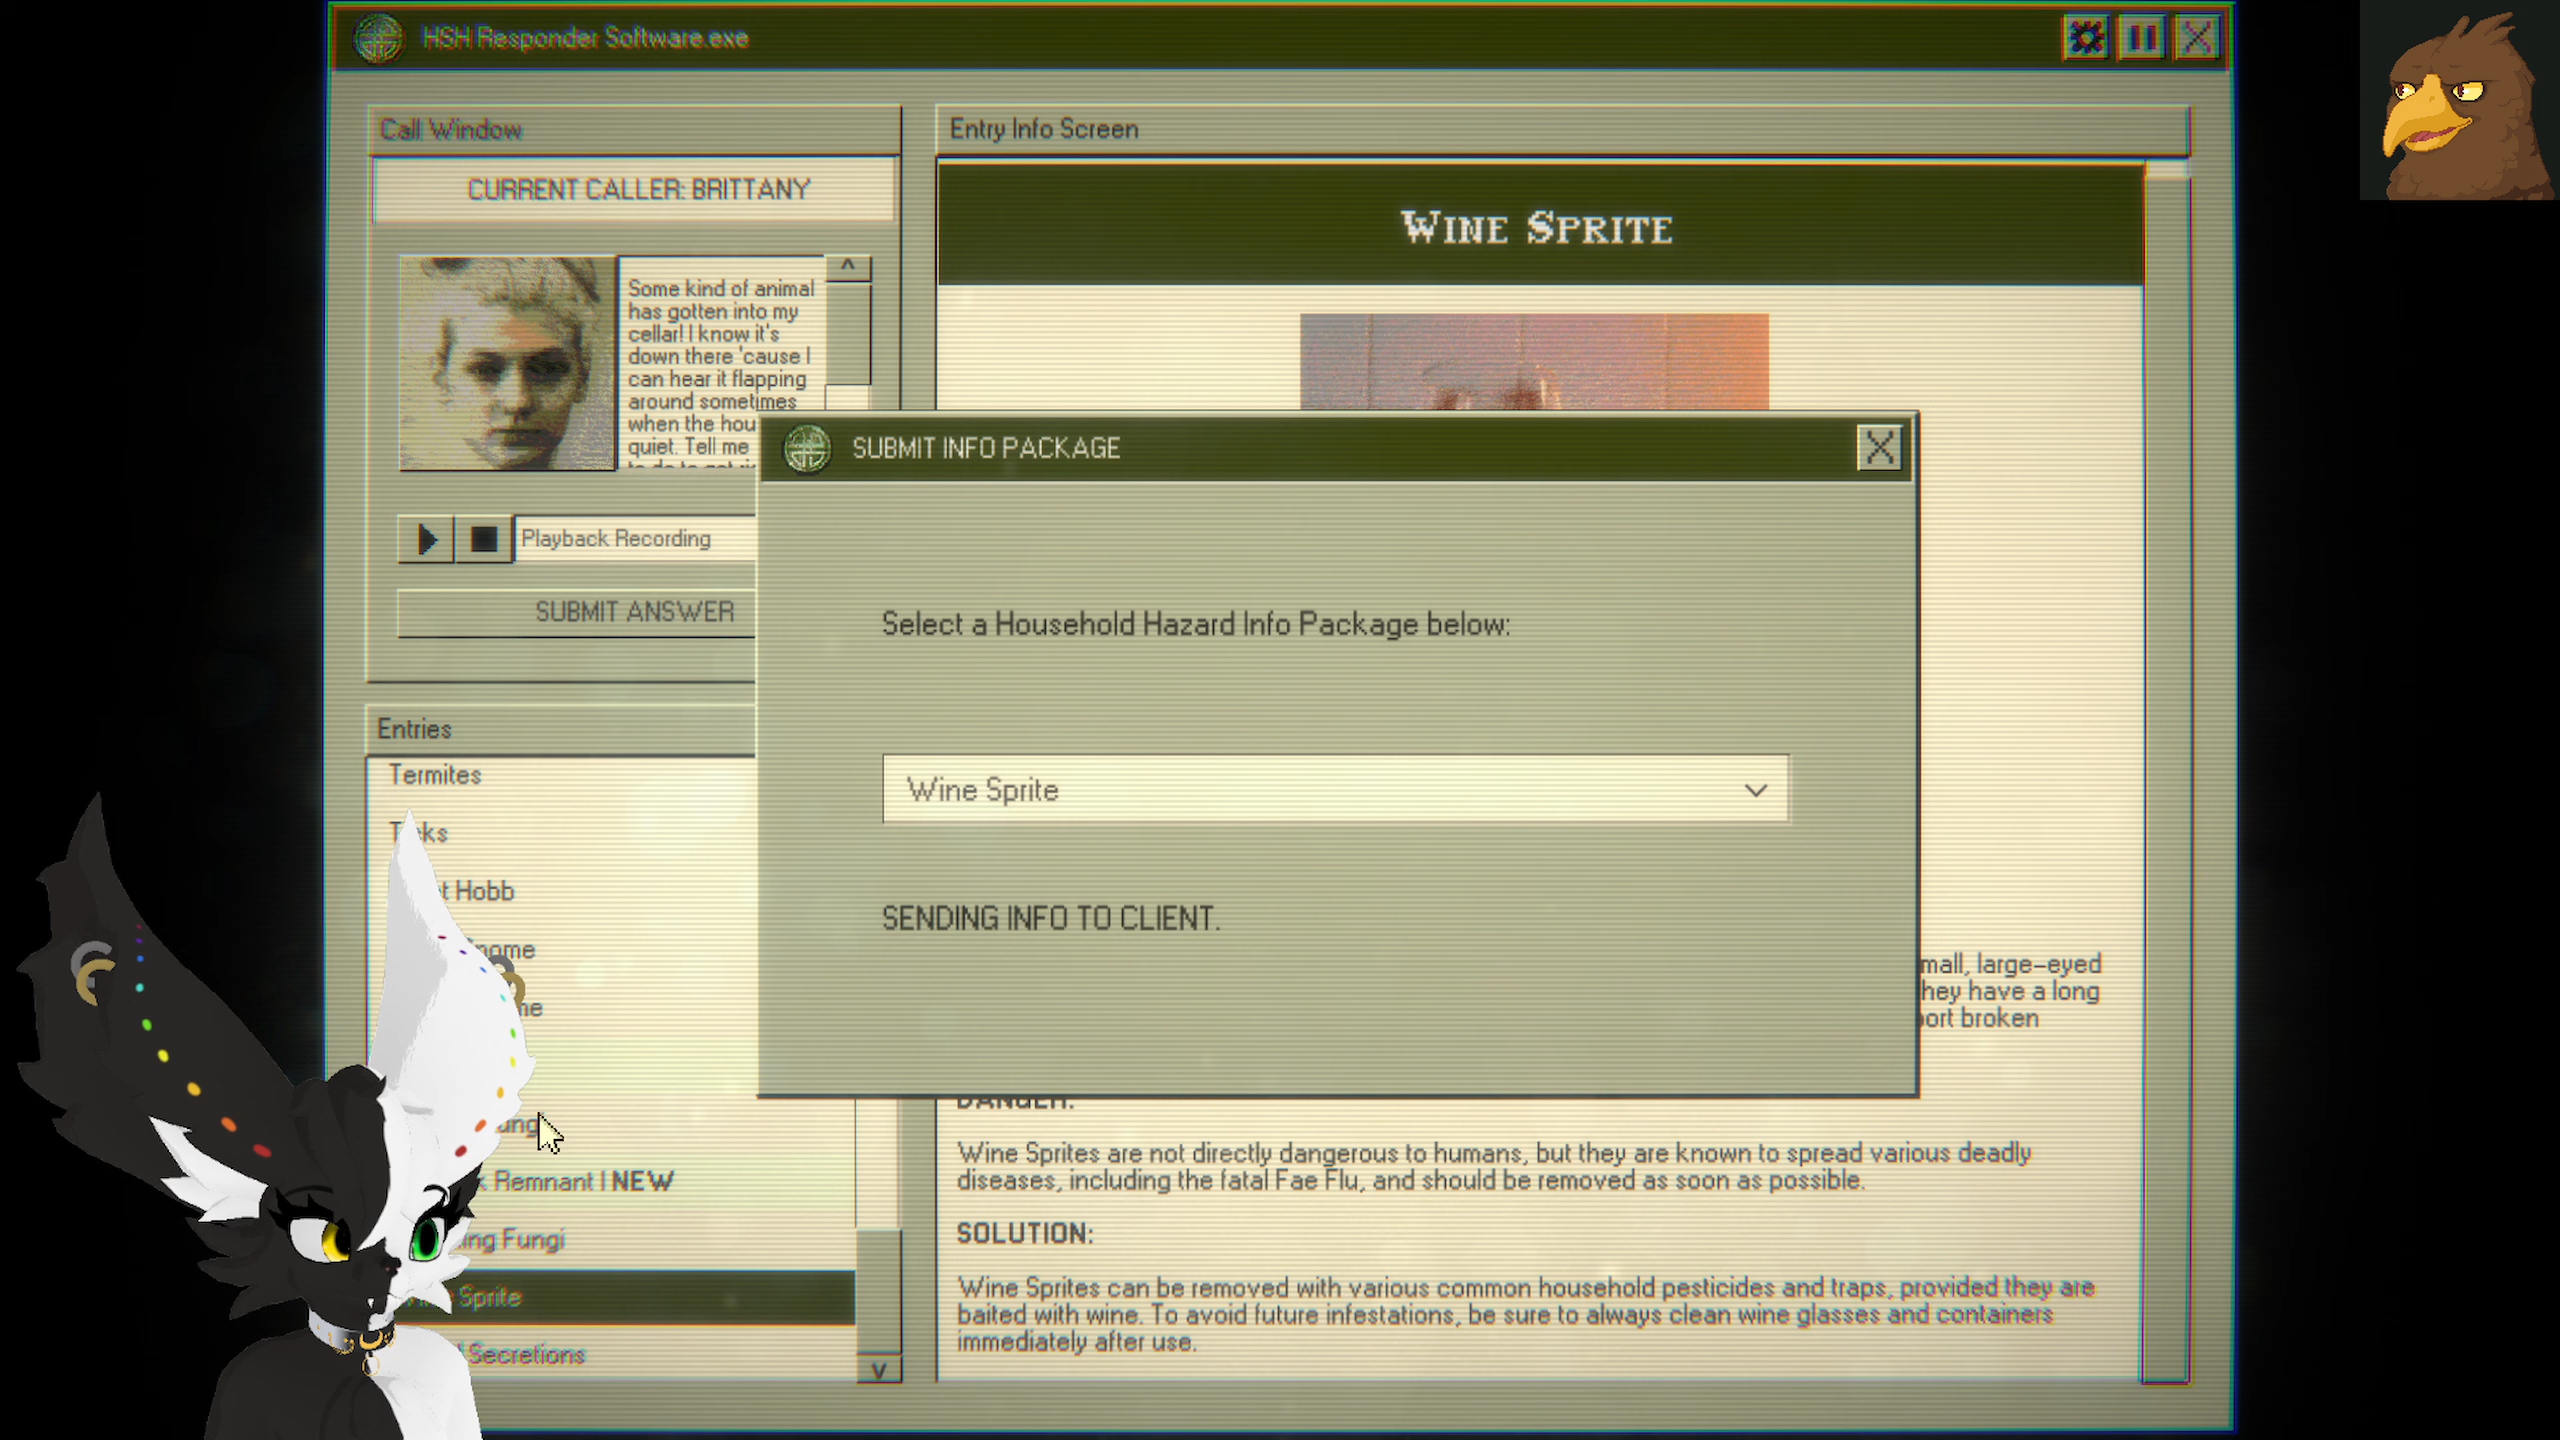 HSH Responder Software.exe
Call Window
CURRENT CALLER: BRITTANY
Some kind of animal
has gotten into my
cellar! I know it's
down there 'cause I
can hear it flapping
around sometimes
when the hou
quiet. Tell me
Playback Recording
SUBMIT ANSWER
Entries
Termites
Hobb
Remnant | NEW
Fungi
Sprite
Secretions
Entry Info Screen
WINE SPRITE
SUBMIT INFO PACKAGE
Select a Household Hazard Info Package below:
Wine Sprite
SENDING INFO TO CLIENT.
mall, large-eyed
hey have a long
ort broken
DANGER:
Wine Sprites are not directly dangerous to humans, but they are known to spread various deadly
diseases, including the fatal Fae Flu, and should be removed as soon as possible.
SOLUTION:
Wine Sprites can be removed with various common household pesticides and traps, provided they are
baited with wine. To avoid future infestations, be sure to always clean wine glasses and containers
immediately after use.